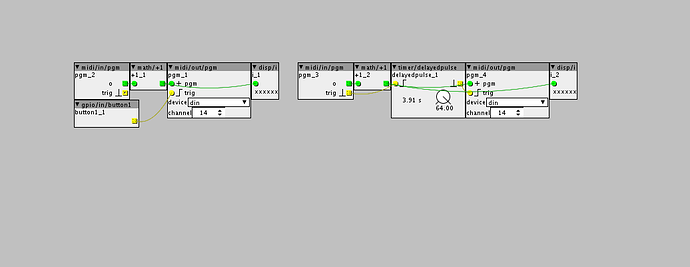 midi/in/pgm
pgm_2
o
trig
math/+1
+1_1
midi/out/pgm
pgm_1
pgm
trig
device din
channel 14
disp/i
i_1
xxxxxx
gpio/in/button1
button1_1
midi/in/pgm
pgm_3
o
trig
math/+1
+1_2
timer/delayedpulse
delayedpulse_1
3.91 s
64.00
midi/out/pgm
pgm_4
pgm
trig
device din
channel 14
disp/i
i_2
xxxxxx